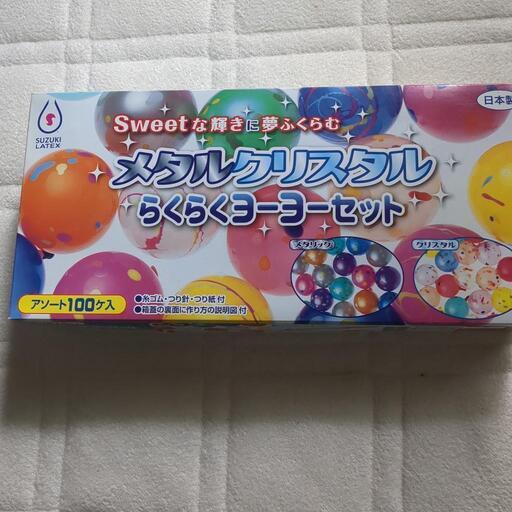 SUZUKI
LATEX
Sweetな輝きに夢ふくらむ
日本製
メタルクリスタル
らくらくヨーヨーセット
メタリック
クリスタル
アソート100ケ入
●糸ゴム・つり針・つり紙 付
●箱蓋の裏面に作り方の説明図 付